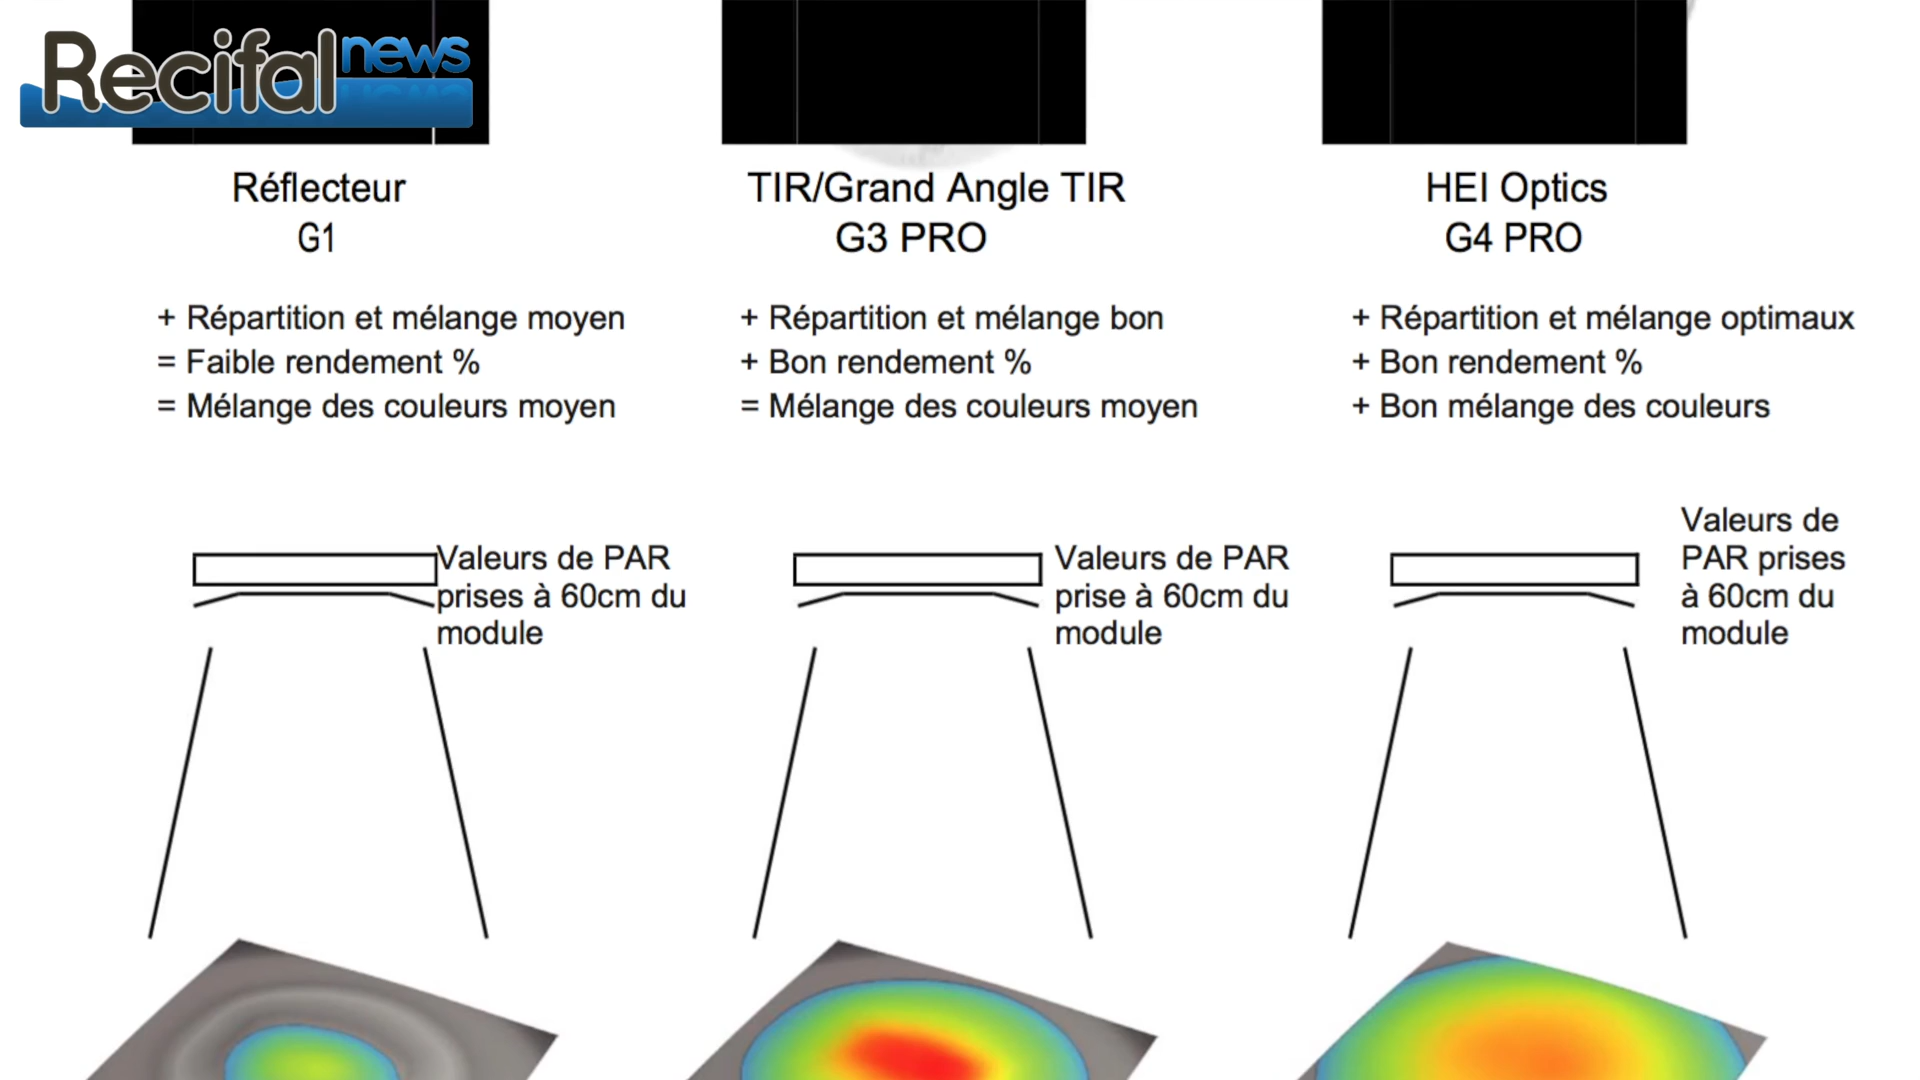 Recifal news
Réflecteur
G1
+ Répartition et mélange moyen
= Faible rendement %
= Mélange des couleurs moyen
Valeurs de PAR
prises à 60cm du
module
TIR/Grand Angle TIR
G3 PRO
+ Répartition et mélange bon
+ Bon rendement %
= Mélange des couleurs moyen
Valeurs de PAR
prise à 60cm du
module
HEI Optics
G4 PRO
+ Répartition et mélange optimaux
+ Bon rendement %
+ Bon mélange des couleurs
Valeurs de
PAR prises
à 60cm du
module